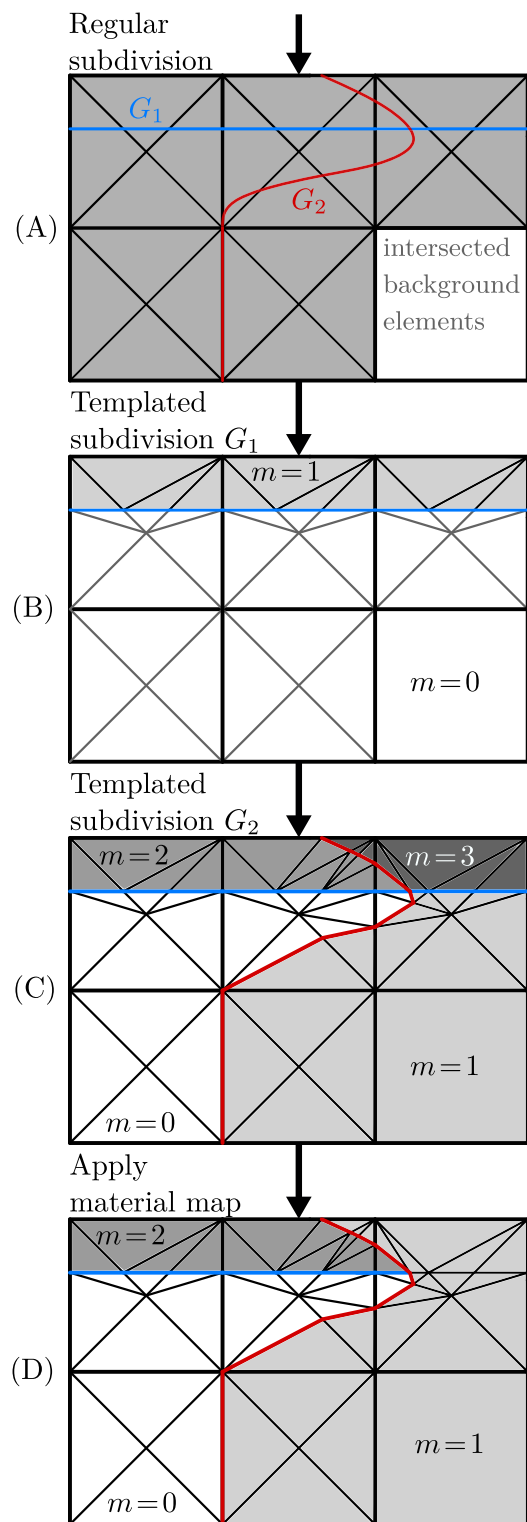 Regular
subdivision
G₁
G₂
(A)
intersected
background
elements
Templated
subdivision G₁
m=1
(B)
m=0
Templated
subdivision G₂
m=2
m=3
(C)
m=1
m=0
Apply
material map
m=2
(D)
m=1
m=0